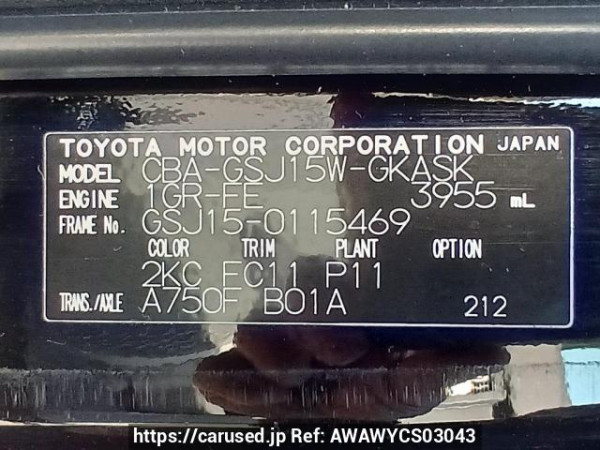 TOYOTA MOTOR CORPORATION JAPAN
MODEL CBA-GSJ15W-GKASK
ENGINE 1GR-FE 3955 mL
FRAME No. GSJ15-0115469
COLOR TRIM PLANT OPTION
2KC FC11 P11
TRANS./AXLE A750F B01A 212
https://carused.jp Ref: AWAWYCS03043